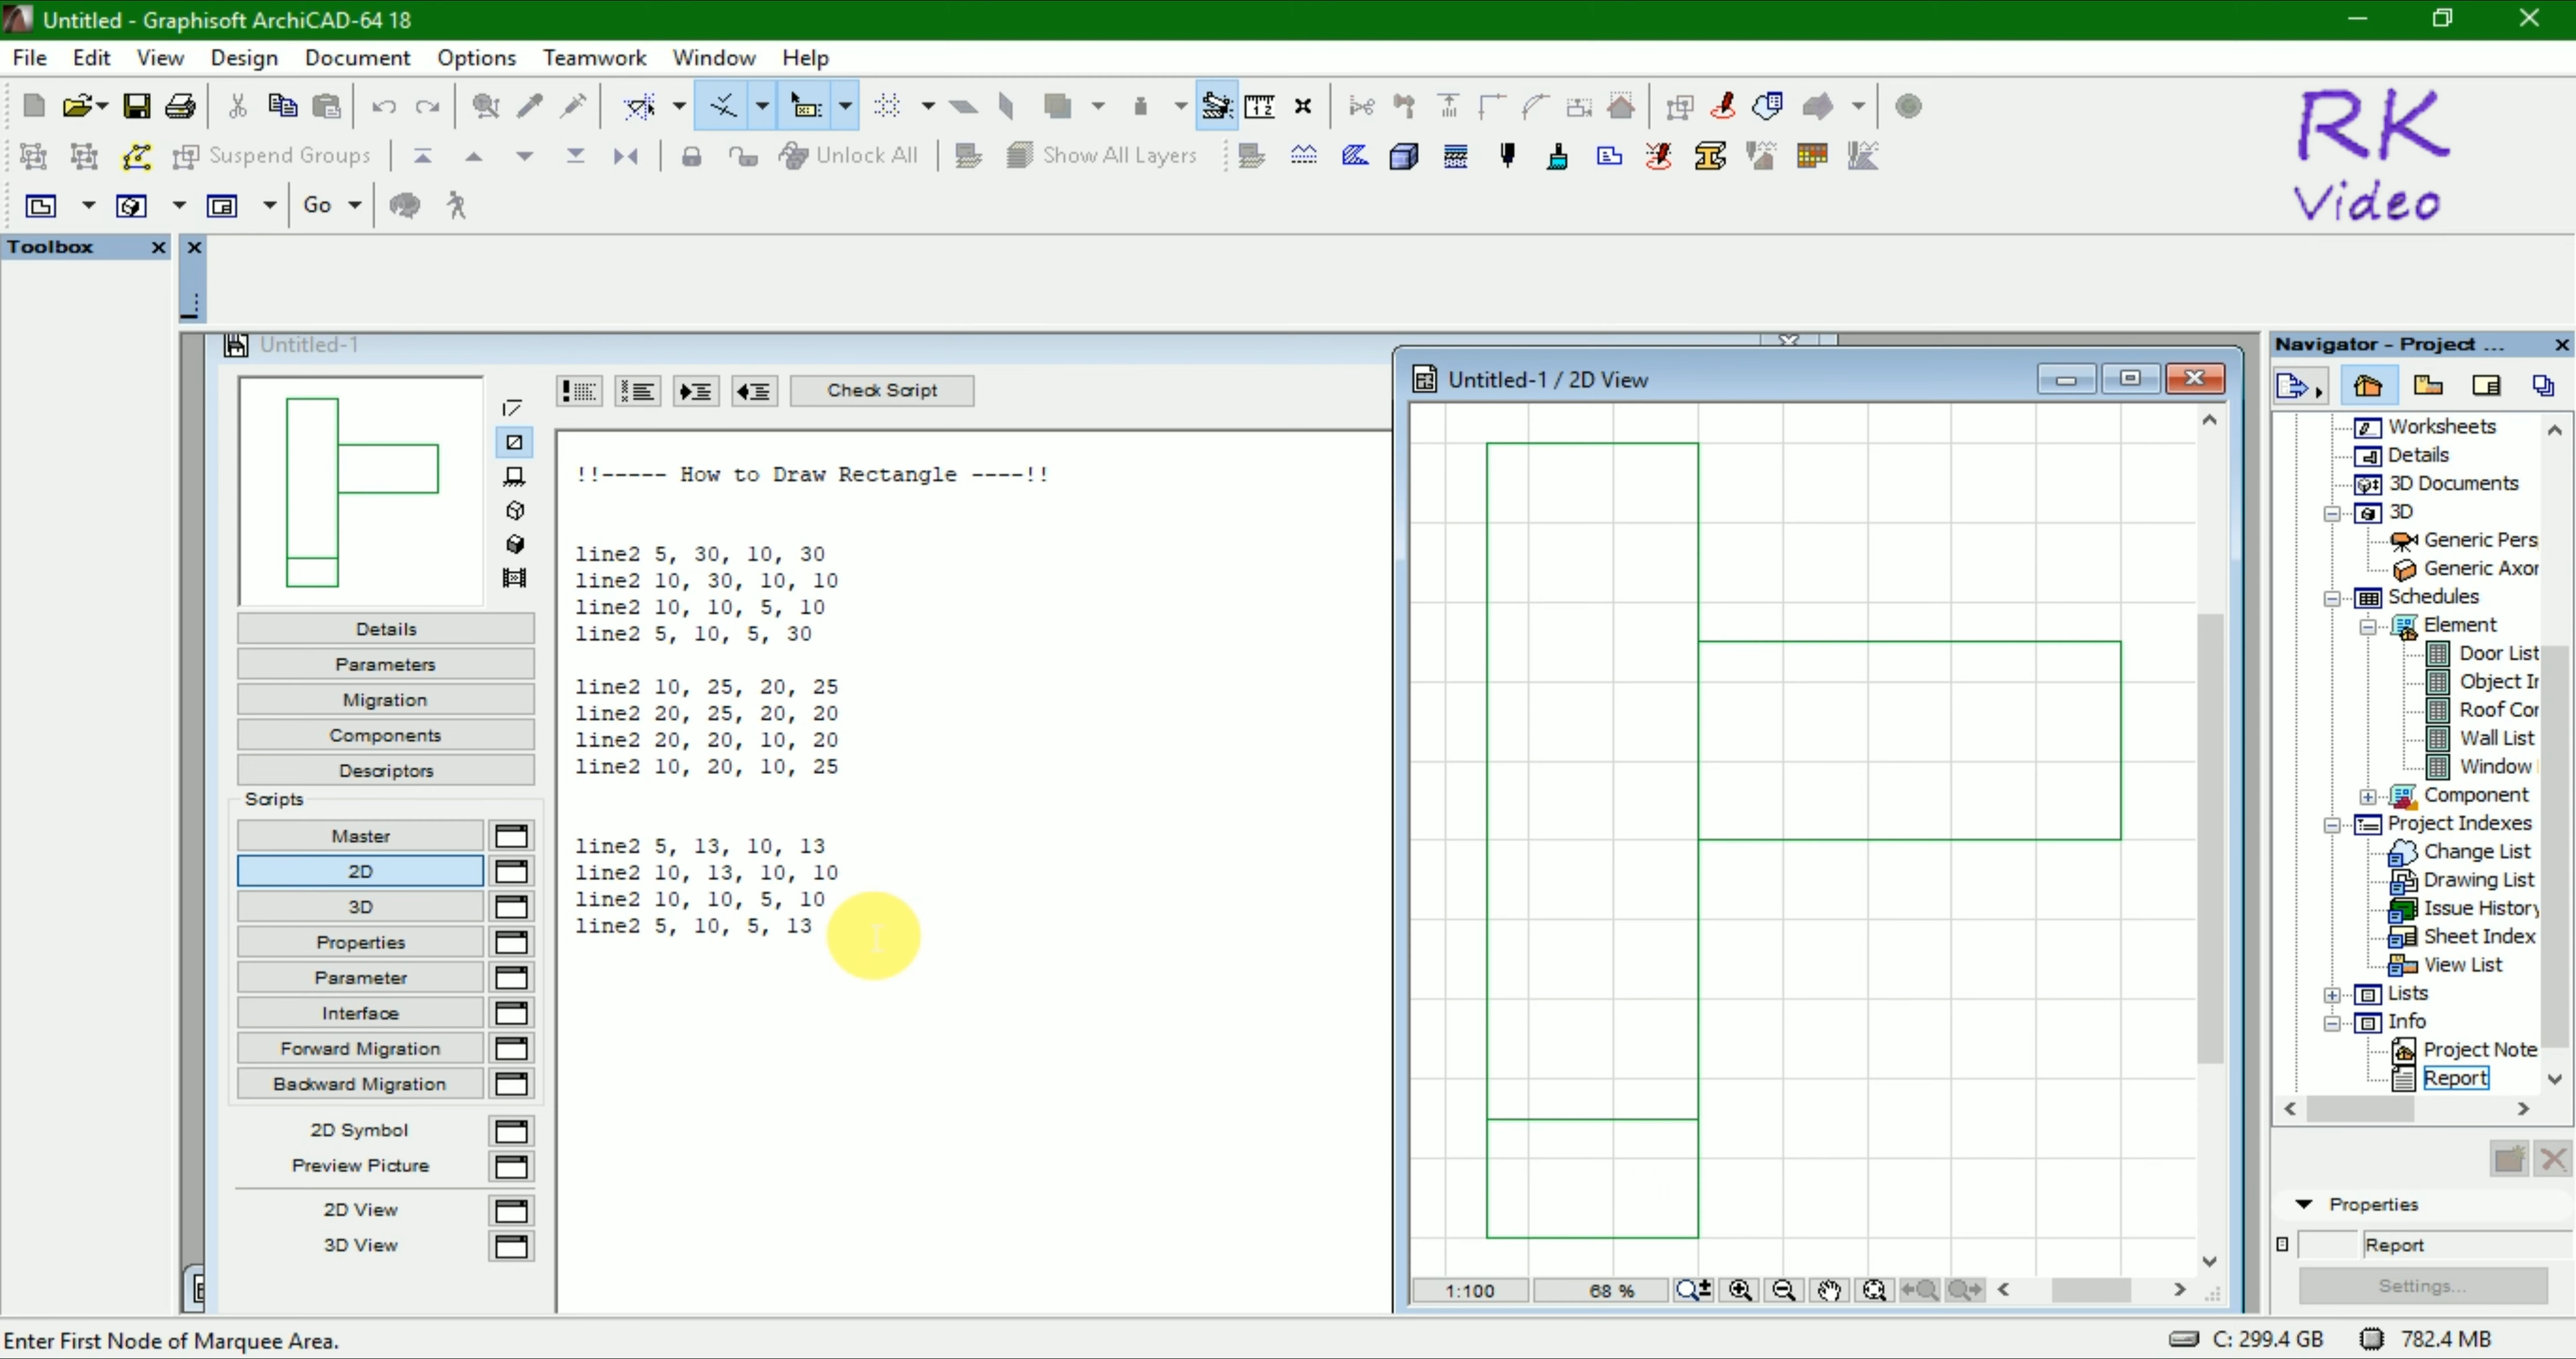 Untitled - Graphisoft ArchiCAD-64 18
File Edit View Design Document Options Teamwork Window Help
RK
Video
Suspend Groups
Unlock All
Show All Layers
Go
Toolbox
Untitled-1
Check Script
!!----- How to Draw Rectangle ----!!
line2 5, 30, 10, 30
line2 10, 30, 10, 10
line2 10, 10, 5, 10
line2 5, 10, 5, 30
line2 10, 25, 20, 25
line2 20, 25, 20, 20
line2 20, 20, 10, 20
line2 10, 20, 10, 25
line2 5, 13, 10, 13
line2 10, 13, 10, 10
line2 10, 10, 5, 10
line2 5, 10, 5, 13
Details
Parameters
Migration
Components
Descriptors
Scripts
Master
2D
3D
Properties
Parameter
Interface
Forward Migration
Backward Migration
2D Symbol
Preview Picture
2D View
3D View
Untitled-1 / 2D View
1:100
68 %
Navigator - Project ...
Worksheets
Details
3D Documents
3D
Generic Pers
Generic Axor
Schedules
Element
Door List
Object Ir
Roof Cor
Wall List
Window
Component
Project Indexes
Change List
Drawing List
Issue History
Sheet Index
View List
Lists
Info
Project Note
Report
Properties
Report
Settings...
Enter First Node of Marquee Area.
C: 299.4 GB
782.4 MB